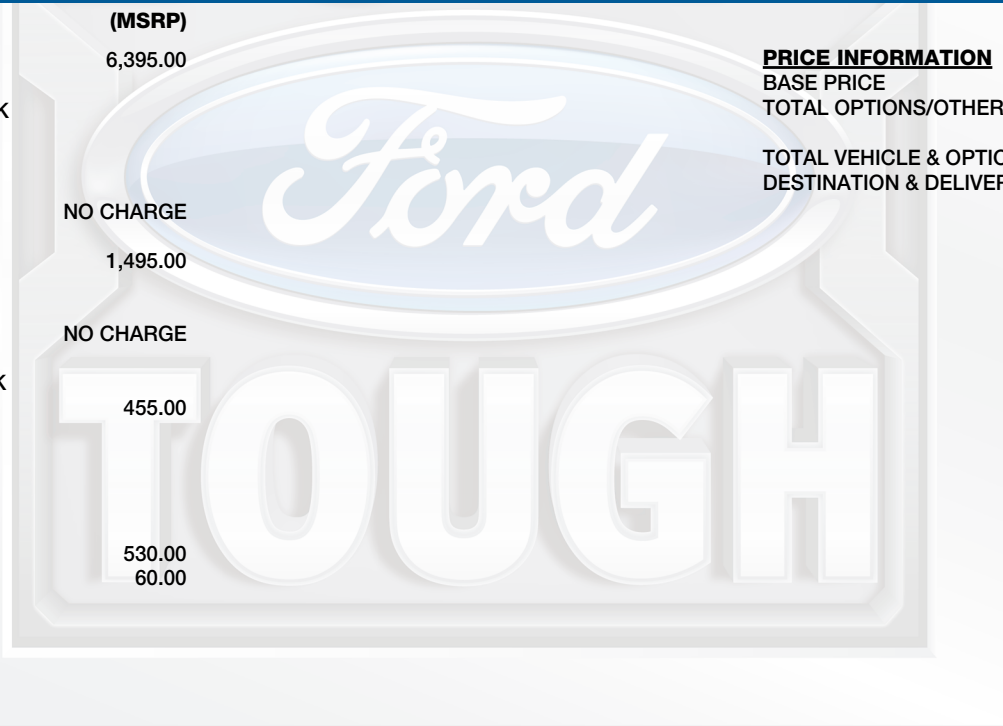 (MSRP)
6,395.00
K
NO CHARGE
1,495.00
NO CHARGE
K
455.00
530.00
60.00
PRICE INFORMATION
BASE PRICE
TOTAL OPTIONS/OTHER
TOTAL VEHICLE & OPTIO
DESTINATION & DELIVER
Ford
TOUGH